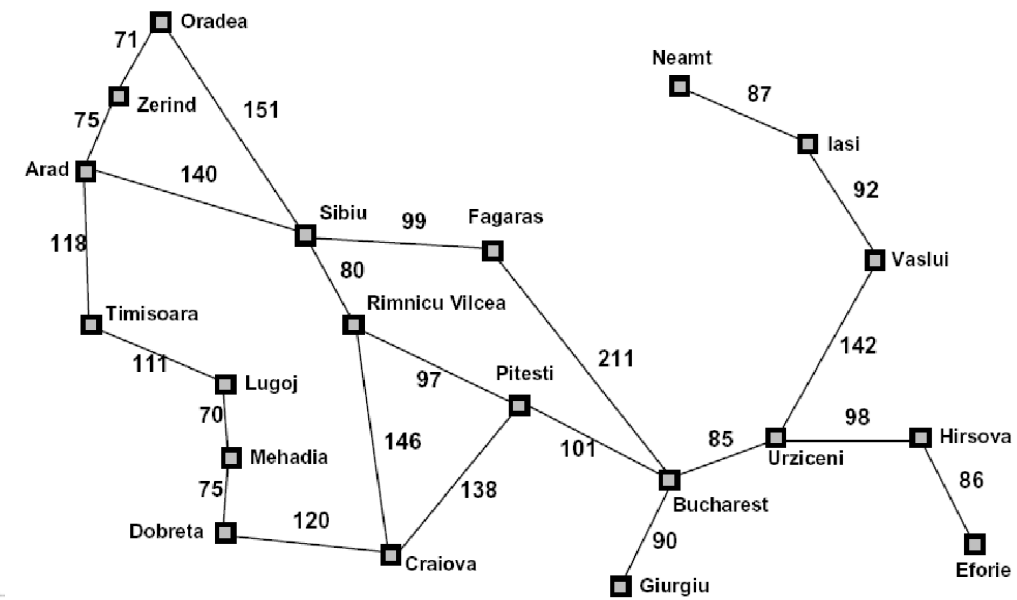 Oradea
71
Neamt
87
Zerind
151
75
Iasi
Arad
140
92
Sibiu
99
Fagaras
118
80
Vaslui
Rimnicu Vilcea
Timisoara
211
142
111
97
Pitesti
Lugoj
70
146
101
85
98
Hirsova
Mehadia
Urziceni
75
138
86
Bucharest
Dobreta
120
90
Craiova
Eforie
Giurgiu